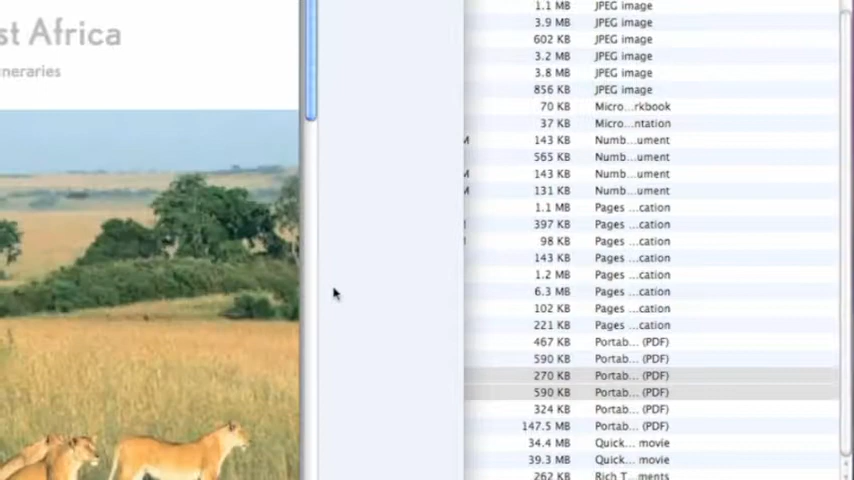 st Africa
neraries
1.1 MB JPEG image
3.9 MB JPEG image
602 KB JPEG image
3.2 MB JPEG image
3.8 MB JPEG image
856 KB JPEG image
70 KB Micro...rkbook
37 KB Micro...ntation
M 143 KB Numb...ument
565 KB Numb...ument
M 143 KB Numb...ument
M 131 KB Numb...ument
1.1 MB Pages ...cation
397 KB Pages ...cation
98 KB Pages ...cation
143 KB Pages ...cation
1.2 MB Pages ...cation
6.3 MB Pages ...cation
102 KB Pages ...cation
221 KB Pages ...cation
467 KB Portab... (PDF)
590 KB Portab... (PDF)
270 KB Portab... (PDF)
590 KB Portab... (PDF)
324 KB Portab... (PDF)
147.5 MB Portab... (PDF)
34.4 MB Quick... movie
39.3 MB Quick... movie
262 KB Rich T...ments